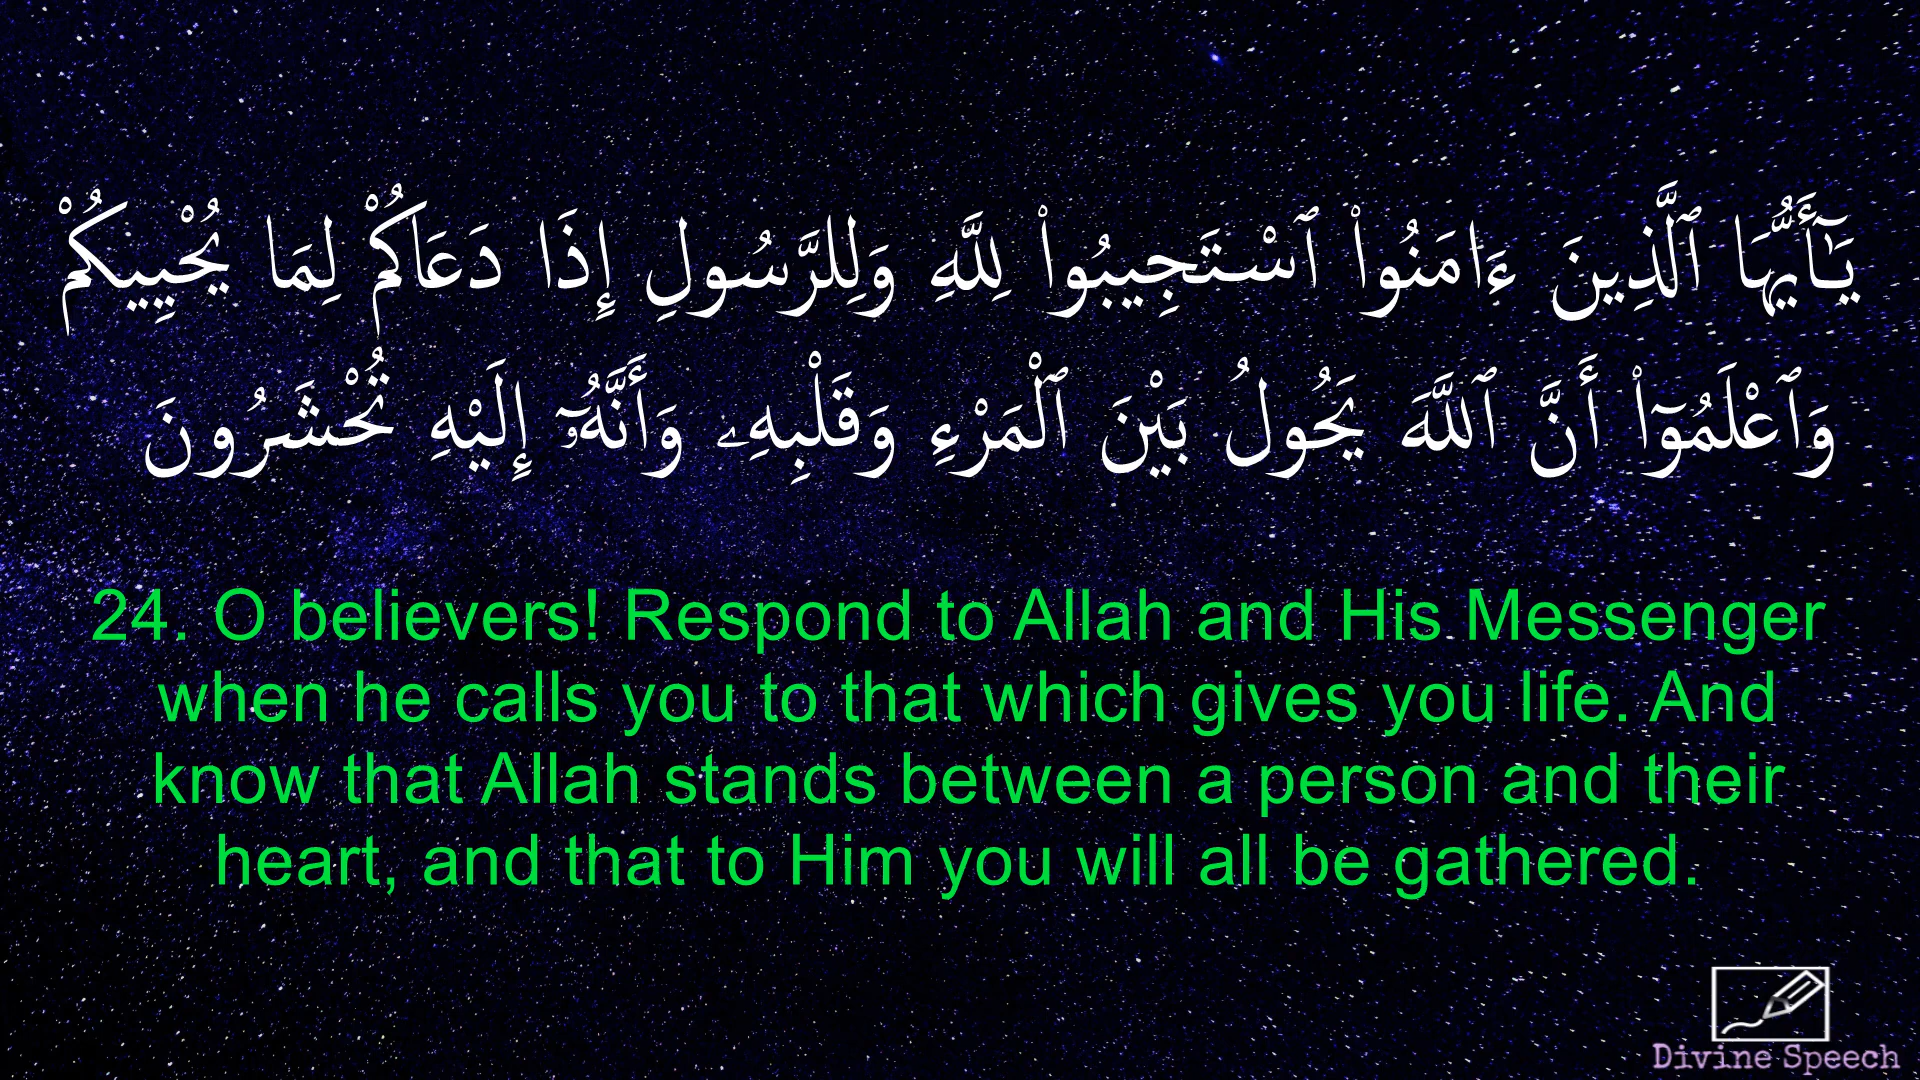 يَـٰٓأَيُّهَا ٱلَّذِينَ ءَامَنُوا۟ ٱسْتَجِيبُوا۟ لِلَّهِ وَلِلرَّسُولِ إِذَا دَعَاكُمْ لِمَا يُحْيِيكُمْ
وَٱعْلَمُوٓا۟ أَنَّ ٱللَّهَ يَحُولُ بَيْنَ ٱلْمَرْءِ وَقَلْبِهِۦ وَأَنَّهُۥٓ إِلَيْهِ تُحْشَرُونَ
24. O believers! Respond to Allah and His Messenger
when he calls you to that which gives you life. And
know that Allah stands between a person and their
heart, and that to Him you will all be gathered.
Divine Speech